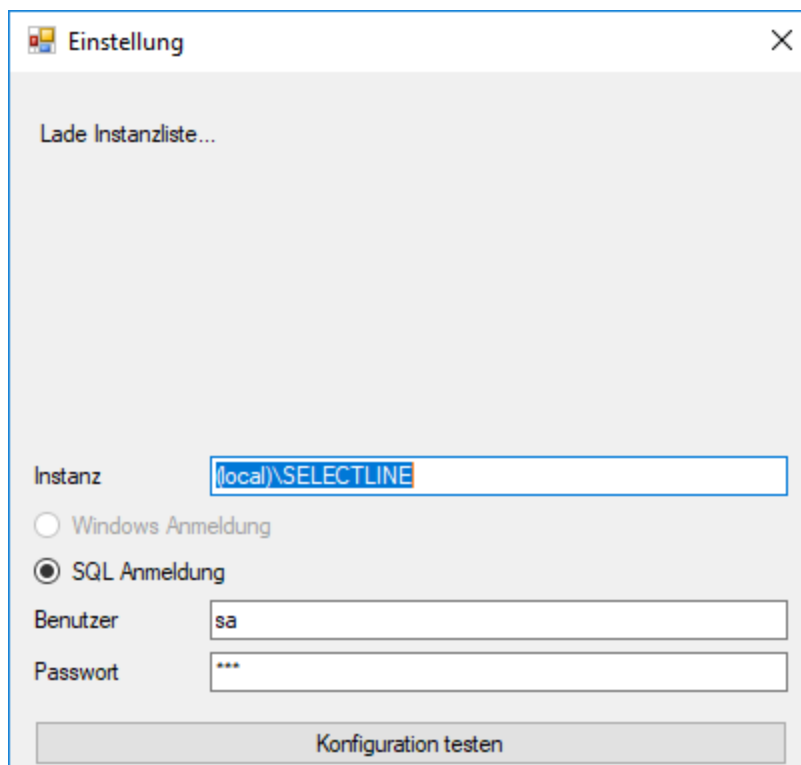 Einstellung
Lade Instanzliste...
Instanz (local)\SELECTLINE
Windows Anmeldung
SQL Anmeldung
Benutzer sa
Passwort ***
Konfiguration testen